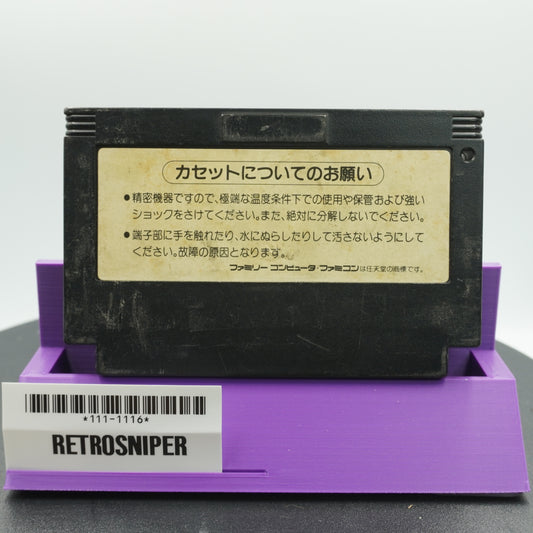 カセットについてのお願い
●精密機器ですので、極端な温度条件下での使用や保管および強い
ショックをさけてください。また、絶対に分解しないでください。
●端子部に手を触れたり、水にぬらしたりして汚さないようにして
ください。故障の原因となります。
ファミリー コンピュータ・ファミコンは任天堂の商標です。
*111-1116*
RETROSNIPER